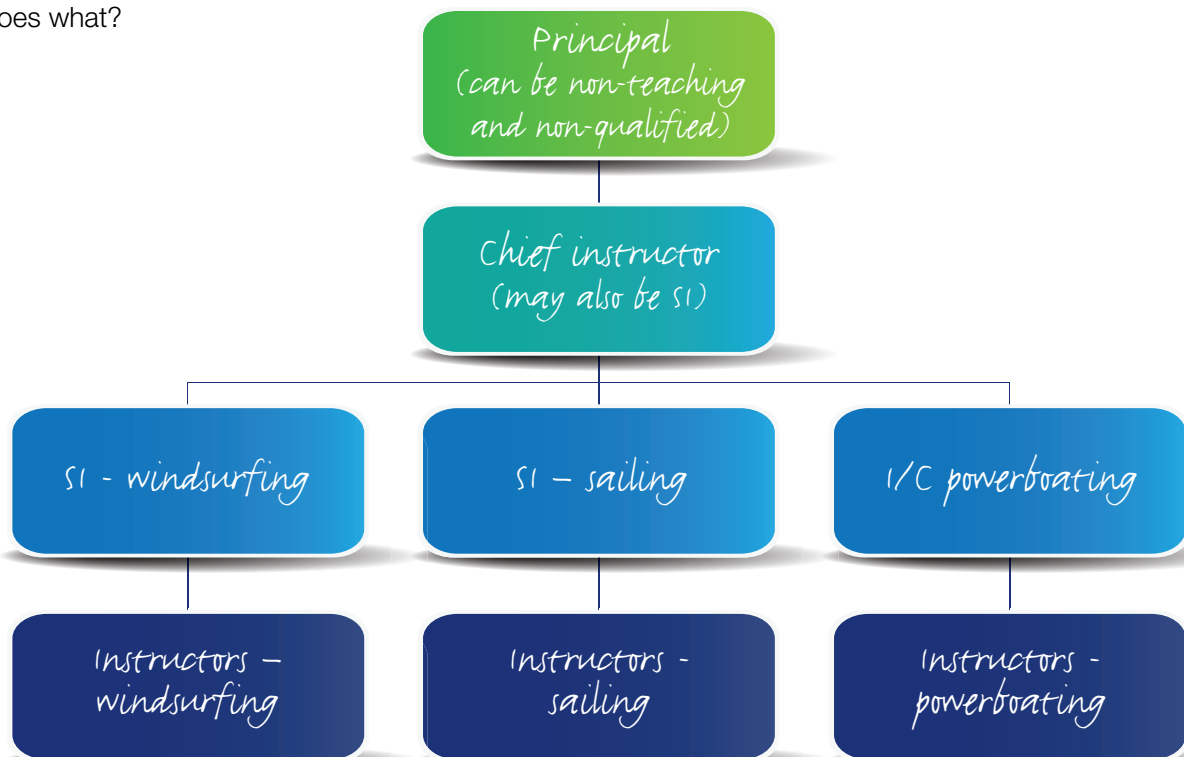 oes what?
Principal
(can be non-teaching
and non-qualified)
Chief instructor
(may also be SI)
SI - windsurfing
SI – sailing
I/C powerboating
Instructors –
windsurfing
Instructors -
sailing
Instructors -
powerboating